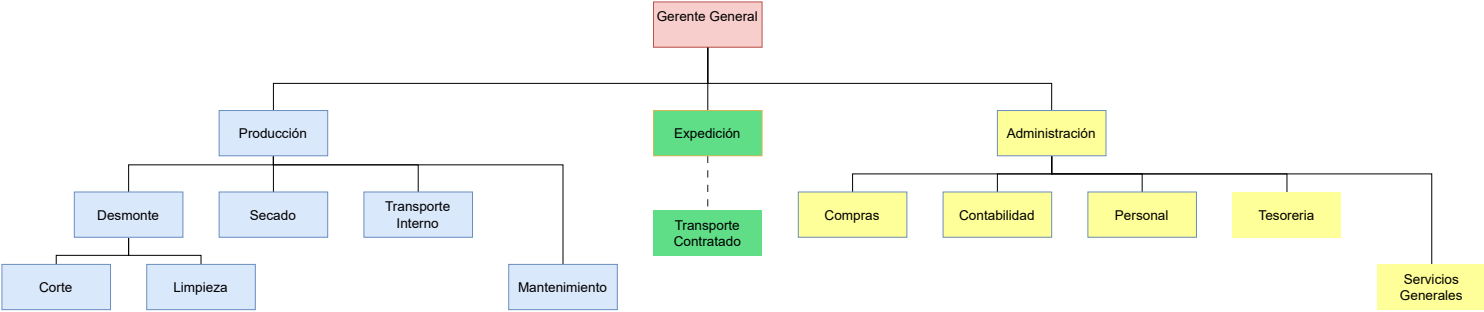 Gerente General
Producción
Expedición
Administración
Desmonte
Secado
Transporte
Interno
Transporte
Contratado
Compras
Contabilidad
Personal
Tesoreria
Corte
Limpieza
Mantenimiento
Servicios
Generales